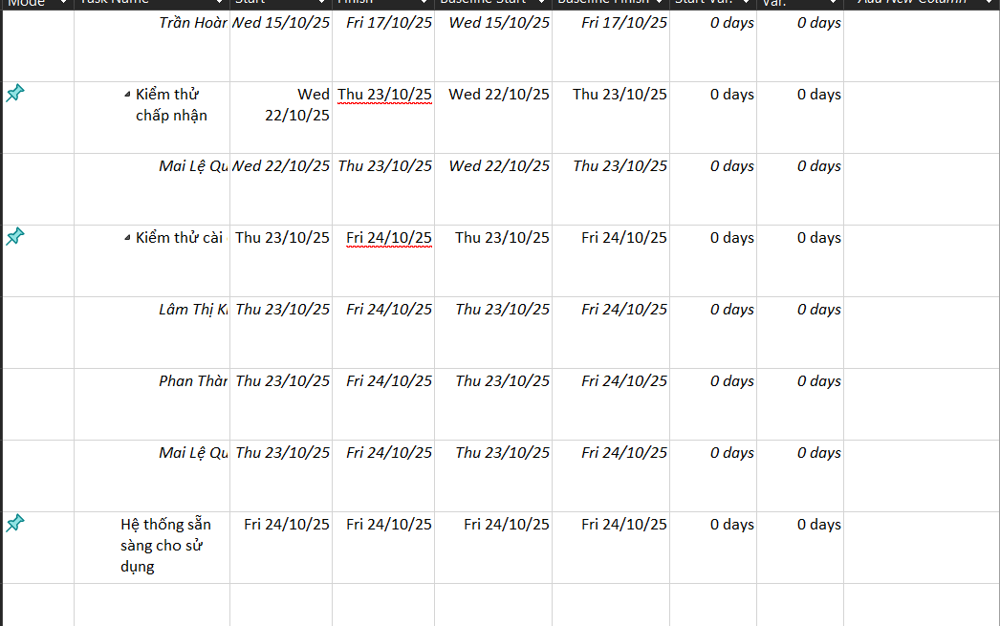 Mode Task Name Start Finish Baseline Start Baseline Finish Start Var. Var. Add New Column
Trần Hoàn Wed 15/10/25 Fri 17/10/25 Wed 15/10/25 Fri 17/10/25 0 days 0 days
Kiểm thử Wed Thu 23/10/25 Wed 22/10/25 Thu 23/10/25 0 days 0 days
chấp nhận 22/10/25
Mai Lệ Qu Wed 22/10/25 Thu 23/10/25 Wed 22/10/25 Thu 23/10/25 0 days 0 days
Kiểm thử cài Thu 23/10/25 Fri 24/10/25 Thu 23/10/25 Fri 24/10/25 0 days 0 days
Lâm Thị K Thu 23/10/25 Fri 24/10/25 Thu 23/10/25 Fri 24/10/25 0 days 0 days
Phan Thàn Thu 23/10/25 Fri 24/10/25 Thu 23/10/25 Fri 24/10/25 0 days 0 days
Mai Lệ Qu Thu 23/10/25 Fri 24/10/25 Thu 23/10/25 Fri 24/10/25 0 days 0 days
Hệ thống sẵn Fri 24/10/25 Fri 24/10/25 Fri 24/10/25 Fri 24/10/25 0 days 0 days
sàng cho sử
dụng